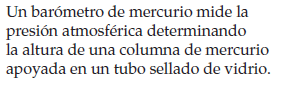 Un barómetro de mercurio mide la
presión atmosférica determinando
la altura de una columna de mercurio
apoyada en un tubo sellado de vidrio.